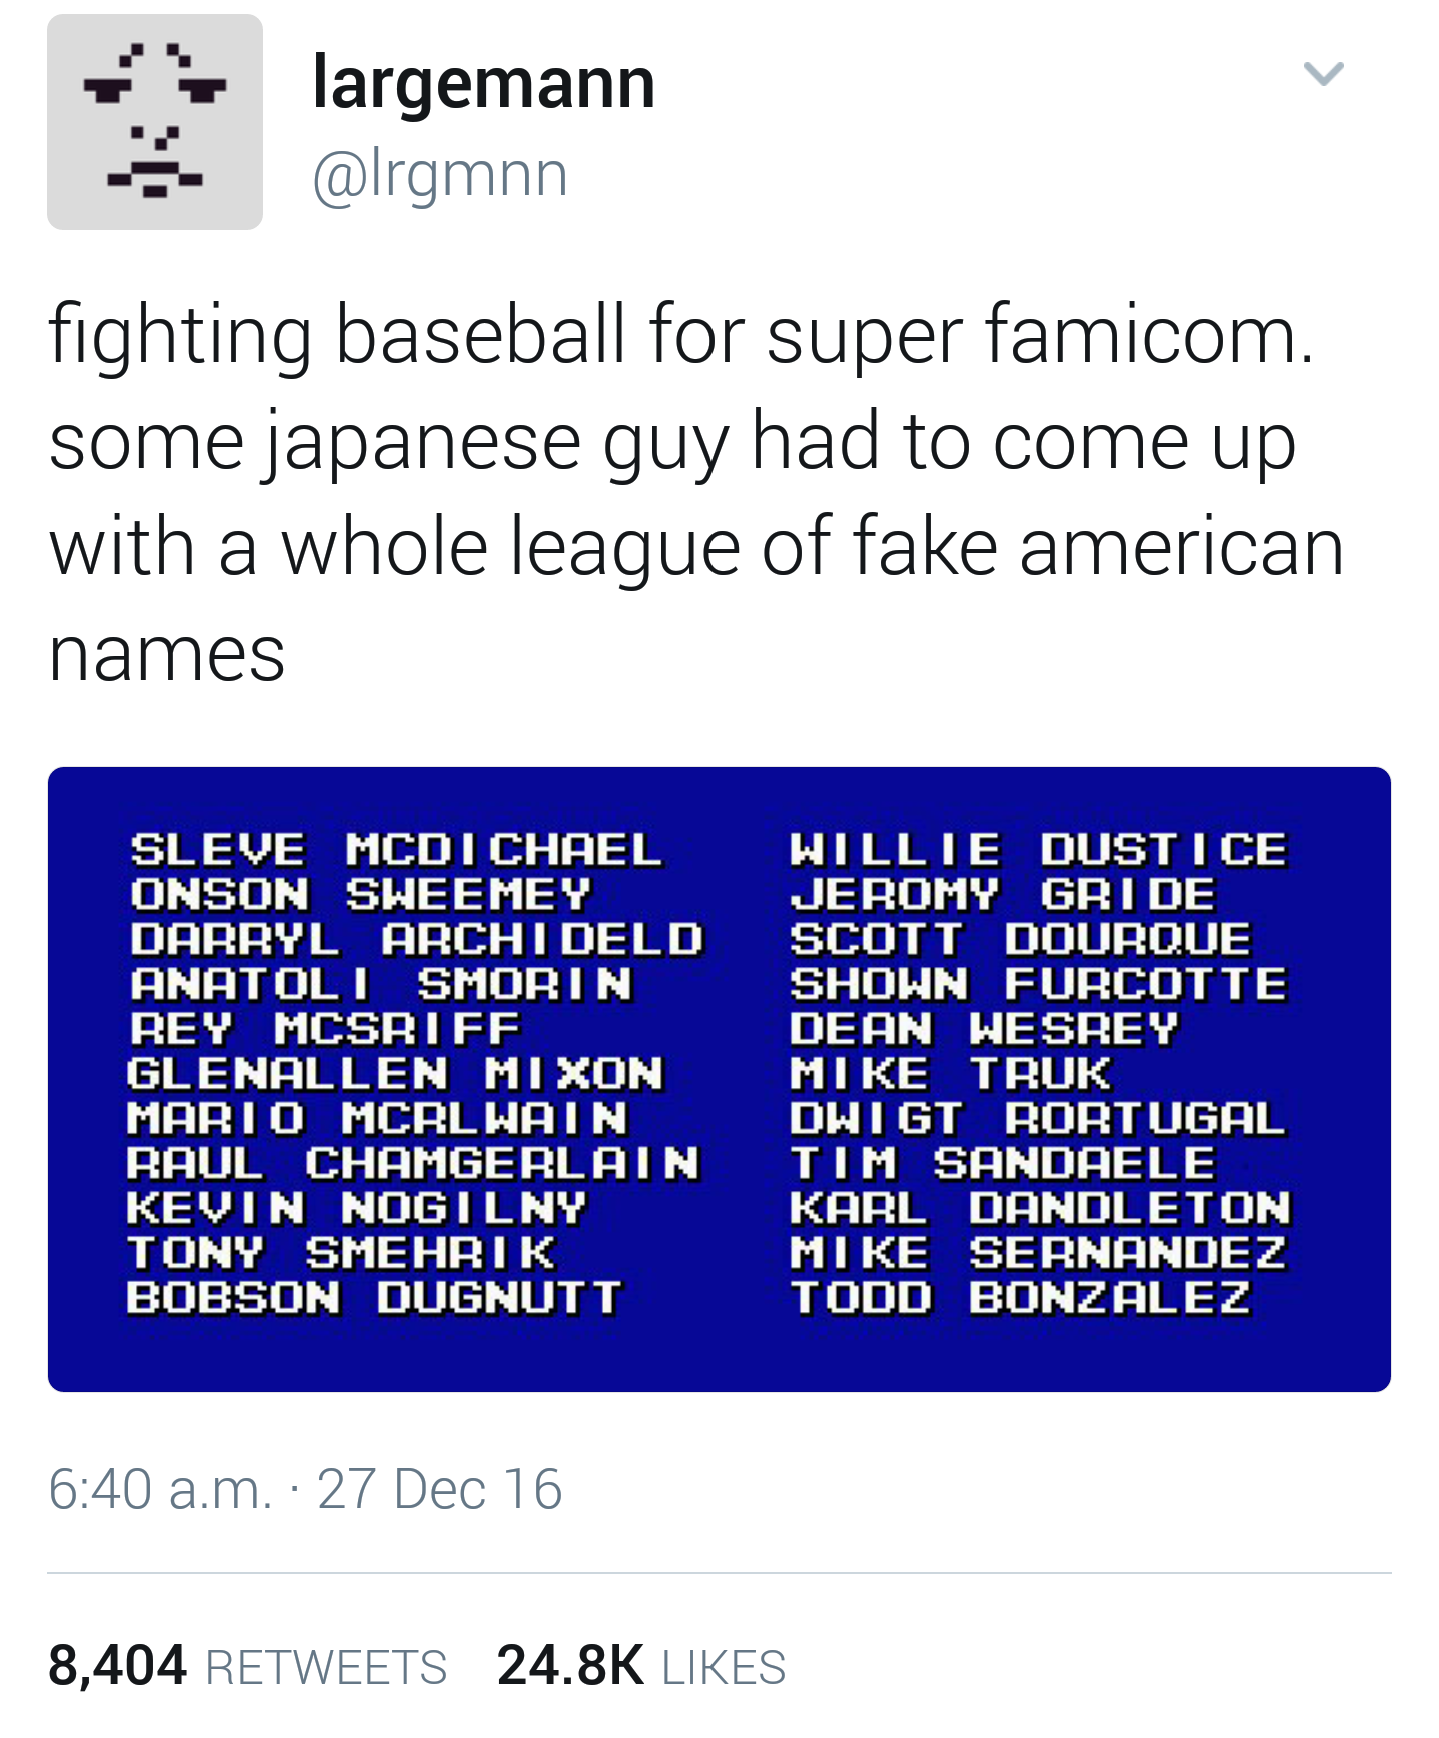 largemann
@lrgmnn
fighting baseball for super famicom.
some japanese guy had to come up
with a whole league of fake american
names
SLEVE MCDICHAEL
WILLIE DUSTICE
ONSON SWEEMEY
JEROMY GRIDE
DARRYL ARCHIDELD
SCOTT DOURQUE
ANATOLI SMORIN
SHOWN FURCOTTE
REY MCSRIFF
DEAN WESREY
GLENALLEN MIXON
MIKE TRUK
MARIO MCRLWAIN
DWIGT RORTUGAL
RAUL CHAMGERLAIN
TIM SANDAELE
KEVIN NOGILNY
KARL DANDLETON
TONY SMEHRIK
MIKE SERNANDEZ
BOBSON DUGNUTT
TODD BONZALEZ
6:40 a.m. · 27 Dec 16
8,404 RETWEETS 24.8K LIKES